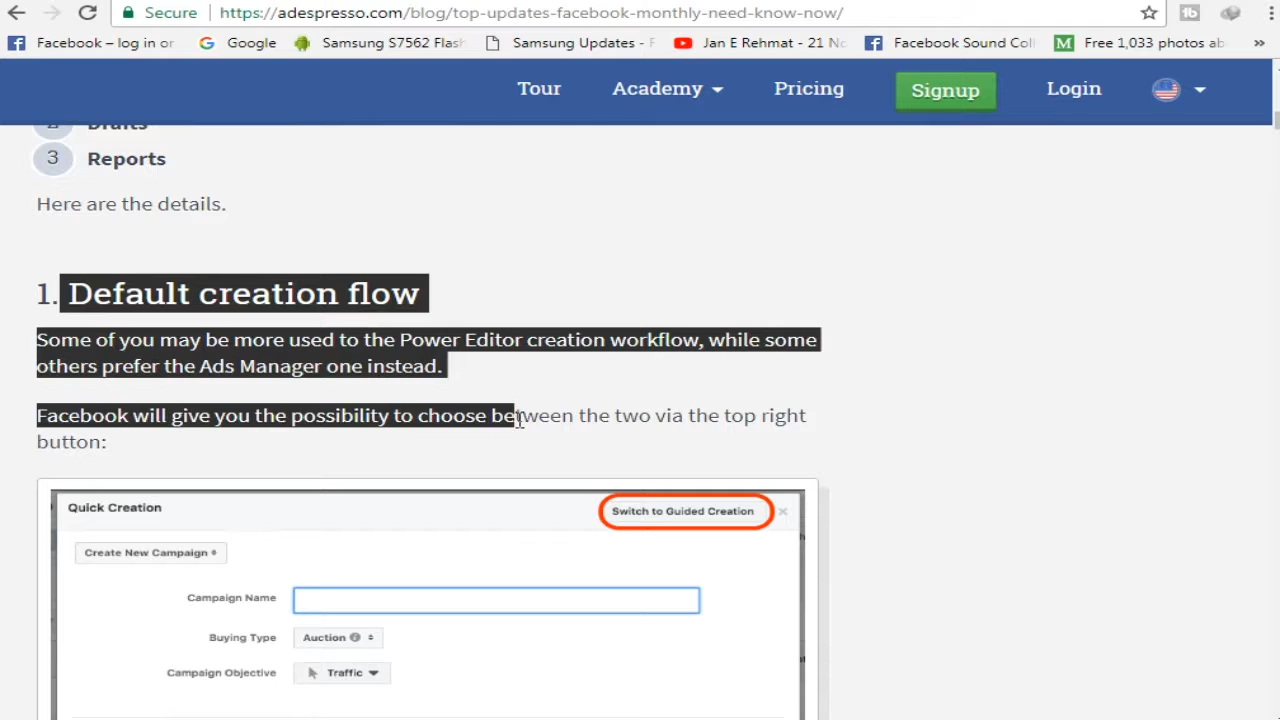 Secure https://adespresso.com/blog/top-updates-facebook-monthly-need-know-now/
Facebook – log in or Google Samsung S7562 Flash Samsung Updates - F Jan E Rehmat - 21 No Facebook Sound Coll M Free 1,033 photos ab »
Tour Academy Pricing Signup Login
2 Drafts
3 Reports
Here are the details.
1. Default creation flow
Some of you may be more used to the Power Editor creation workflow, while some
others prefer the Ads Manager one instead.
Facebook will give you the possibility to choose between the two via the top right
button:
Quick Creation Switch to Guided Creation ×
Create New Campaign
Campaign Name
Buying Type Auction
Campaign Objective Traffic